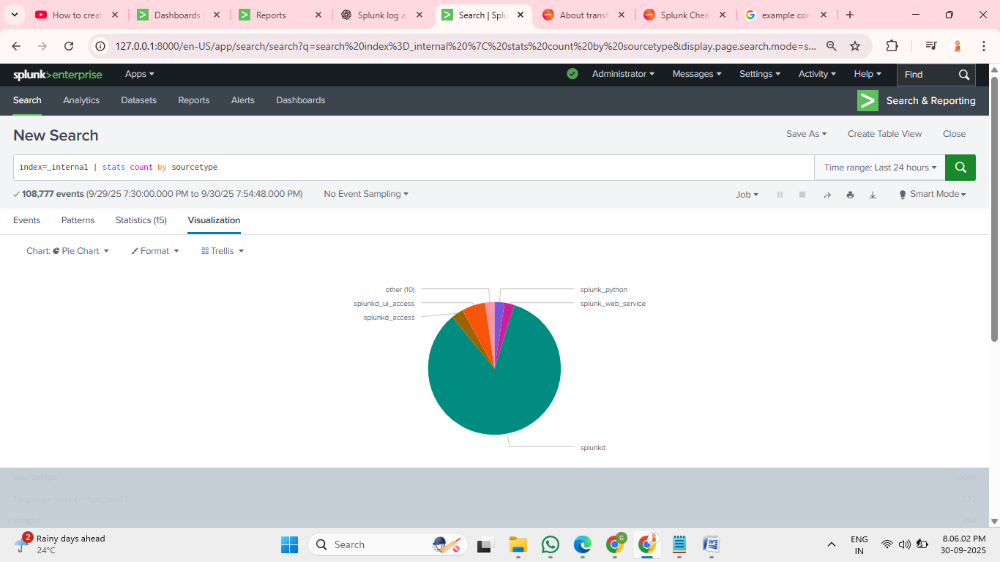 How to creat
Dashboards
Reports
Splunk log a
Search | Splu
About transf
Splunk Chea
example com
127.0.0.1:8000/en-US/app/search/search?q=search%20index%3D_internal%20%7C%20stats%20count%20by%20sourcetype&display.page.search.mode=s...
splunk>enterprise
Apps
Administrator
Messages
Settings
Activity
Help
Find
Search
Analytics
Datasets
Reports
Alerts
Dashboards
Search & Reporting
New Search
Save As
Create Table View
Close
index=_internal | stats count by sourcetype
Time range: Last 24 hours
108,777 events (9/29/25 7:30:00.000 PM to 9/30/25 7:54:48.000 PM)
No Event Sampling
Job
Smart Mode
Events
Patterns
Statistics (15)
Visualization
Chart: Pie Chart
Format
Trellis
other (10)
splunk_python
splunkd_ui_access
splunk_web_service
splunkd_access
splunkd
sourcetype
count
language-server-too_small
mongod
2
Rainy days ahead
24°C
Search
G
ENG
IN
8.06.02 PM
30-09-2025